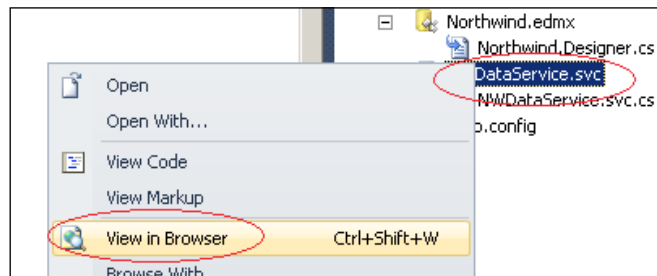 Northwind.edmx
Northwind.Designer.cs
DataService.svc
NWDataService.svc.cs
.config
Open
Open With...
View Code
View Markup
View in Browser Ctrl+Shift+W
Browse With